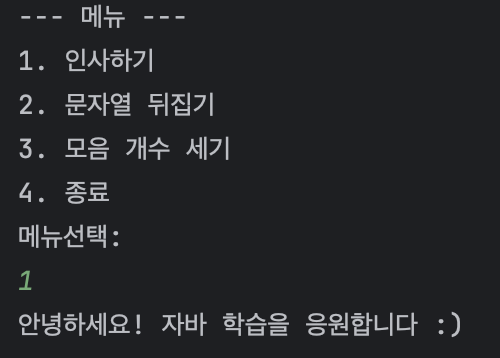 --- 메뉴 ---
1. 인사하기
2. 문자열 뒤집기
3. 모음 개수 세기
4. 종료
메뉴선택:
1
안녕하세요! 자바 학습을 응원합니다 :)